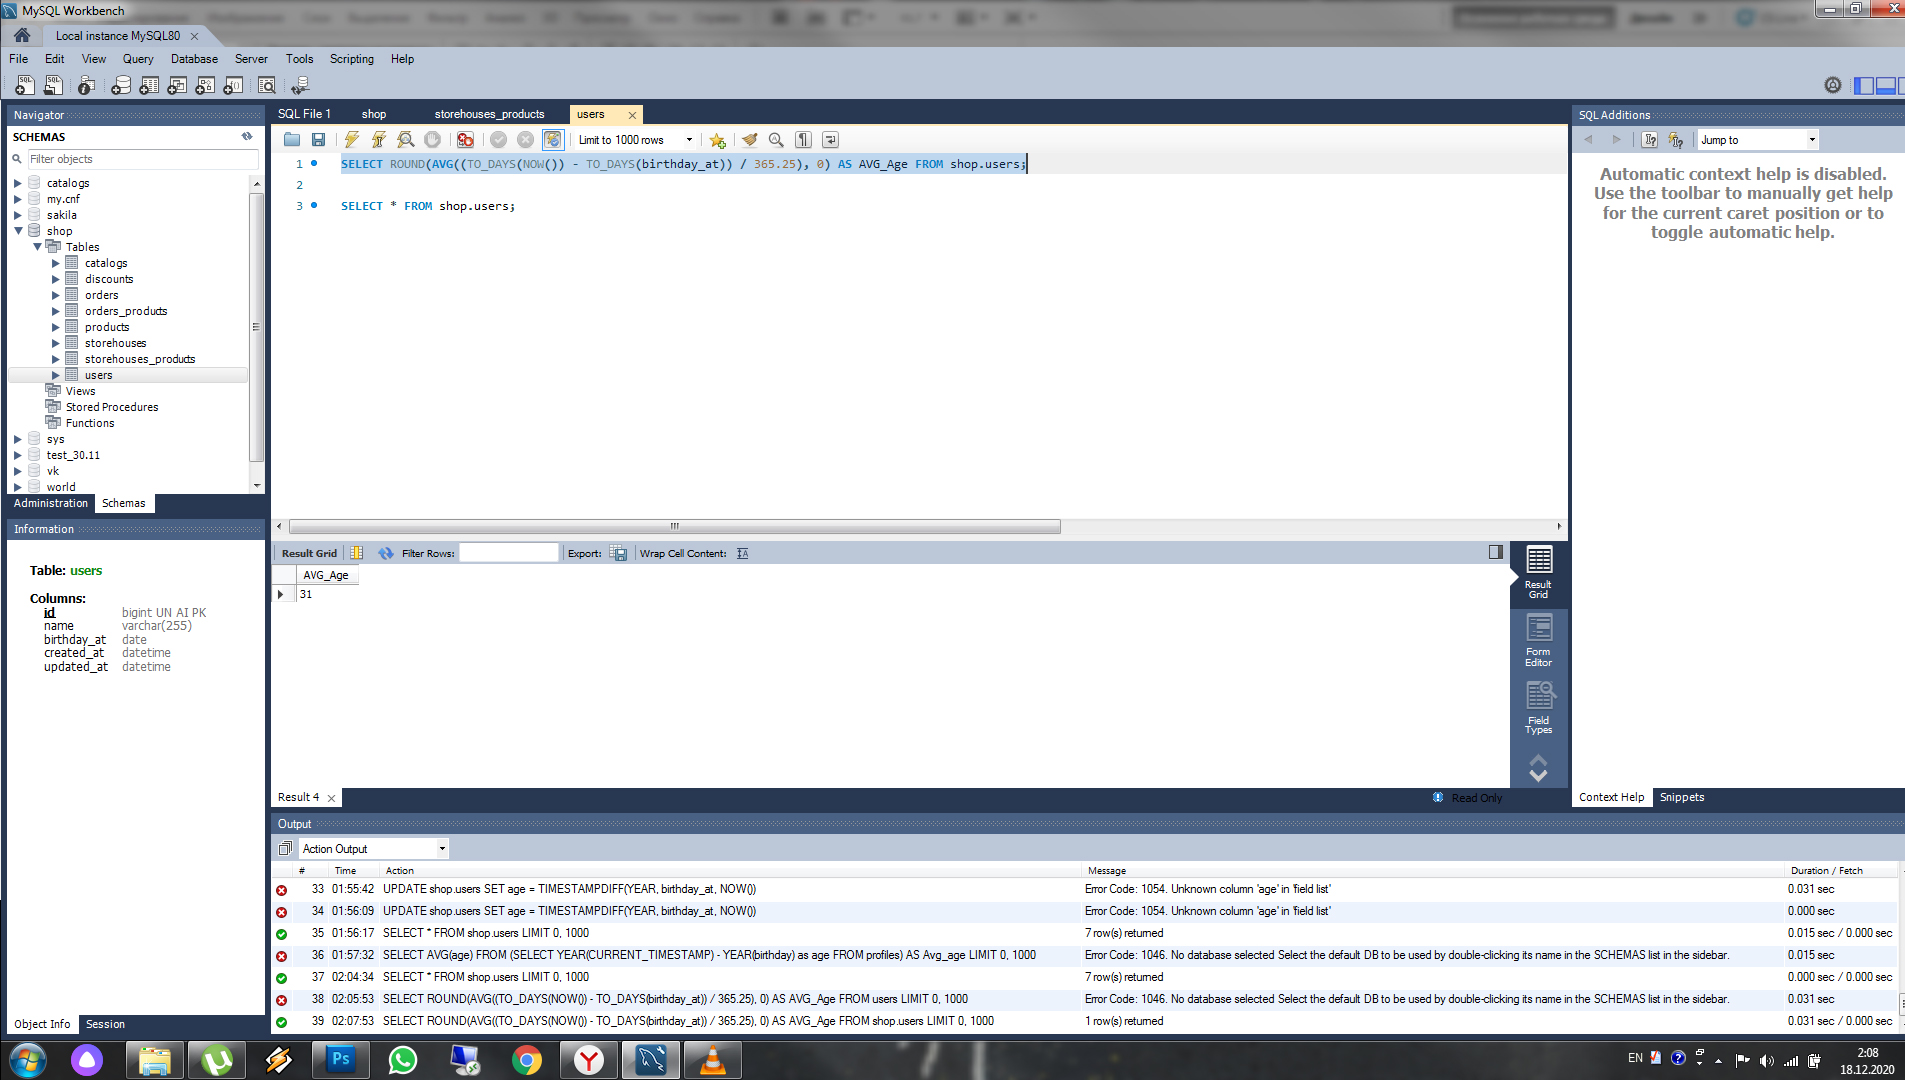 MySQL Workbench
Local instance MySQL80
File Edit View Query Database Server Tools Scripting Help
Navigator
SCHEMAS
Filter objects
catalogs
my.cnf
sakila
shop
Tables
catalogs
discounts
orders
orders_products
products
storehouses
storehouses_products
users
Views
Stored Procedures
Functions
sys
test_30.11
vk
world
Administration Schemas
Information
Table: users
Columns:
id bigint UN AI PK
name varchar(255)
birthday_at date
created_at datetime
updated_at datetime
Object Info Session
SQL File 1 shop storehouses_products users
Limit to 1000 rows
1 SELECT ROUND(AVG((TO_DAYS(NOW()) - TO_DAYS(birthday_at)) / 365.25), 0) AS AVG_Age FROM shop.users;
2
3 SELECT * FROM shop.users;
Result Grid Filter Rows: Export: Wrap Cell Content:
AVG_Age
31
Result Grid
Form Editor
Field Types
Result 4
Read Only
SQL Additions
Jump to
Automatic context help is disabled.
Use the toolbar to manually get help
for the current caret position or to
toggle automatic help.
Context Help Snippets
Output
Action Output
# Time Action Message Duration / Fetch
33 01:55:42 UPDATE shop.users SET age = TIMESTAMPDIFF(YEAR, birthday_at, NOW()) Error Code: 1054. Unknown column 'age' in 'field list' 0.031 sec
34 01:56:09 UPDATE shop.users SET age = TIMESTAMPDIFF(YEAR, birthday_at, NOW()) Error Code: 1054. Unknown column 'age' in 'field list' 0.000 sec
35 01:56:17 SELECT * FROM shop.users LIMIT 0, 1000 7 row(s) returned 0.015 sec / 0.000 sec
36 01:57:32 SELECT AVG(age) FROM (SELECT YEAR(CURRENT_TIMESTAMP) - YEAR(birthday) as age FROM profiles) AS Avg_age LIMIT 0, 1000 Error Code: 1046. No database selected Select the default DB to be used by double-clicking its name in the SCHEMAS list in the sidebar. 0.015 sec
37 02:04:34 SELECT * FROM shop.users LIMIT 0, 1000 7 row(s) returned 0.000 sec / 0.000 sec
38 02:05:53 SELECT ROUND(AVG((TO_DAYS(NOW()) - TO_DAYS(birthday_at)) / 365.25), 0) AS AVG_Age FROM users LIMIT 0, 1000 Error Code: 1046. No database selected Select the default DB to be used by double-clicking its name in the SCHEMAS list in the sidebar. 0.031 sec
39 02:07:53 SELECT ROUND(AVG((TO_DAYS(NOW()) - TO_DAYS(birthday_at)) / 365.25), 0) AS AVG_Age FROM shop.users LIMIT 0, 1000 1 row(s) returned 0.031 sec / 0.000 sec
Ps
EN
2:08
18.12.2020